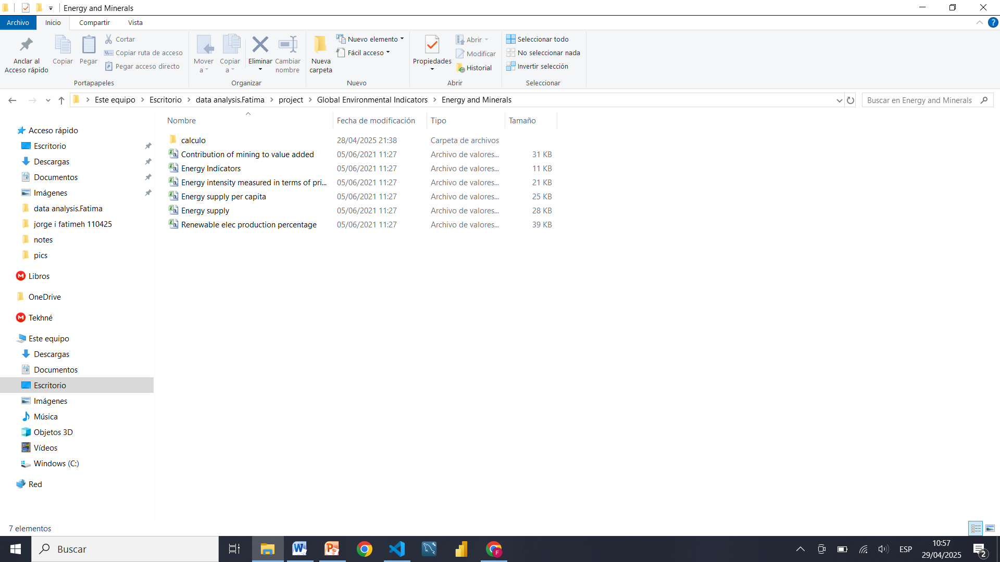 Energy and Minerals
Archivo Inicio Compartir Vista
Anclar al Acceso rápido
Copiar
Pegar
Cortar
Copiar ruta de acceso
Pegar acceso directo
Portapapeles
Mover a
Copiar a
Eliminar
Cambiar nombre
Organizar
Nueva carpeta
Nuevo elemento
Fácil acceso
Nuevo
Propiedades
Abrir
Modificar
Historial
Abrir
Seleccionar todo
No seleccionar nada
Invertir selección
Seleccionar
Este equipo > Escritorio > data analysis.Fatima > project > Global Environmental Indicators > Energy and Minerals
Buscar en Energy and Minerals
Acceso rápido
Escritorio
Descargas
Documentos
Imágenes
data analysis.Fatima
jorge i fatimeh 110425
notes
pics
Libros
OneDrive
Tekhné
Este equipo
Descargas
Documentos
Escritorio
Imágenes
Música
Objetos 3D
Vídeos
Windows (C:)
Red
Nombre Fecha de modificación Tipo Tamaño
calculo 28/04/2025 21:38 Carpeta de archivos
Contribution of mining to value added 05/06/2021 11:27 Archivo de valores... 31 KB
Energy Indicators 05/06/2021 11:27 Archivo de valores... 11 KB
Energy intensity measured in terms of pri... 05/06/2021 11:27 Archivo de valores... 21 KB
Energy supply per capita 05/06/2021 11:27 Archivo de valores... 25 KB
Energy supply 05/06/2021 11:27 Archivo de valores... 28 KB
Renewable elec production percentage 05/06/2021 11:27 Archivo de valores... 39 KB
7 elementos
Buscar
ESP
10:57
29/04/2025
2